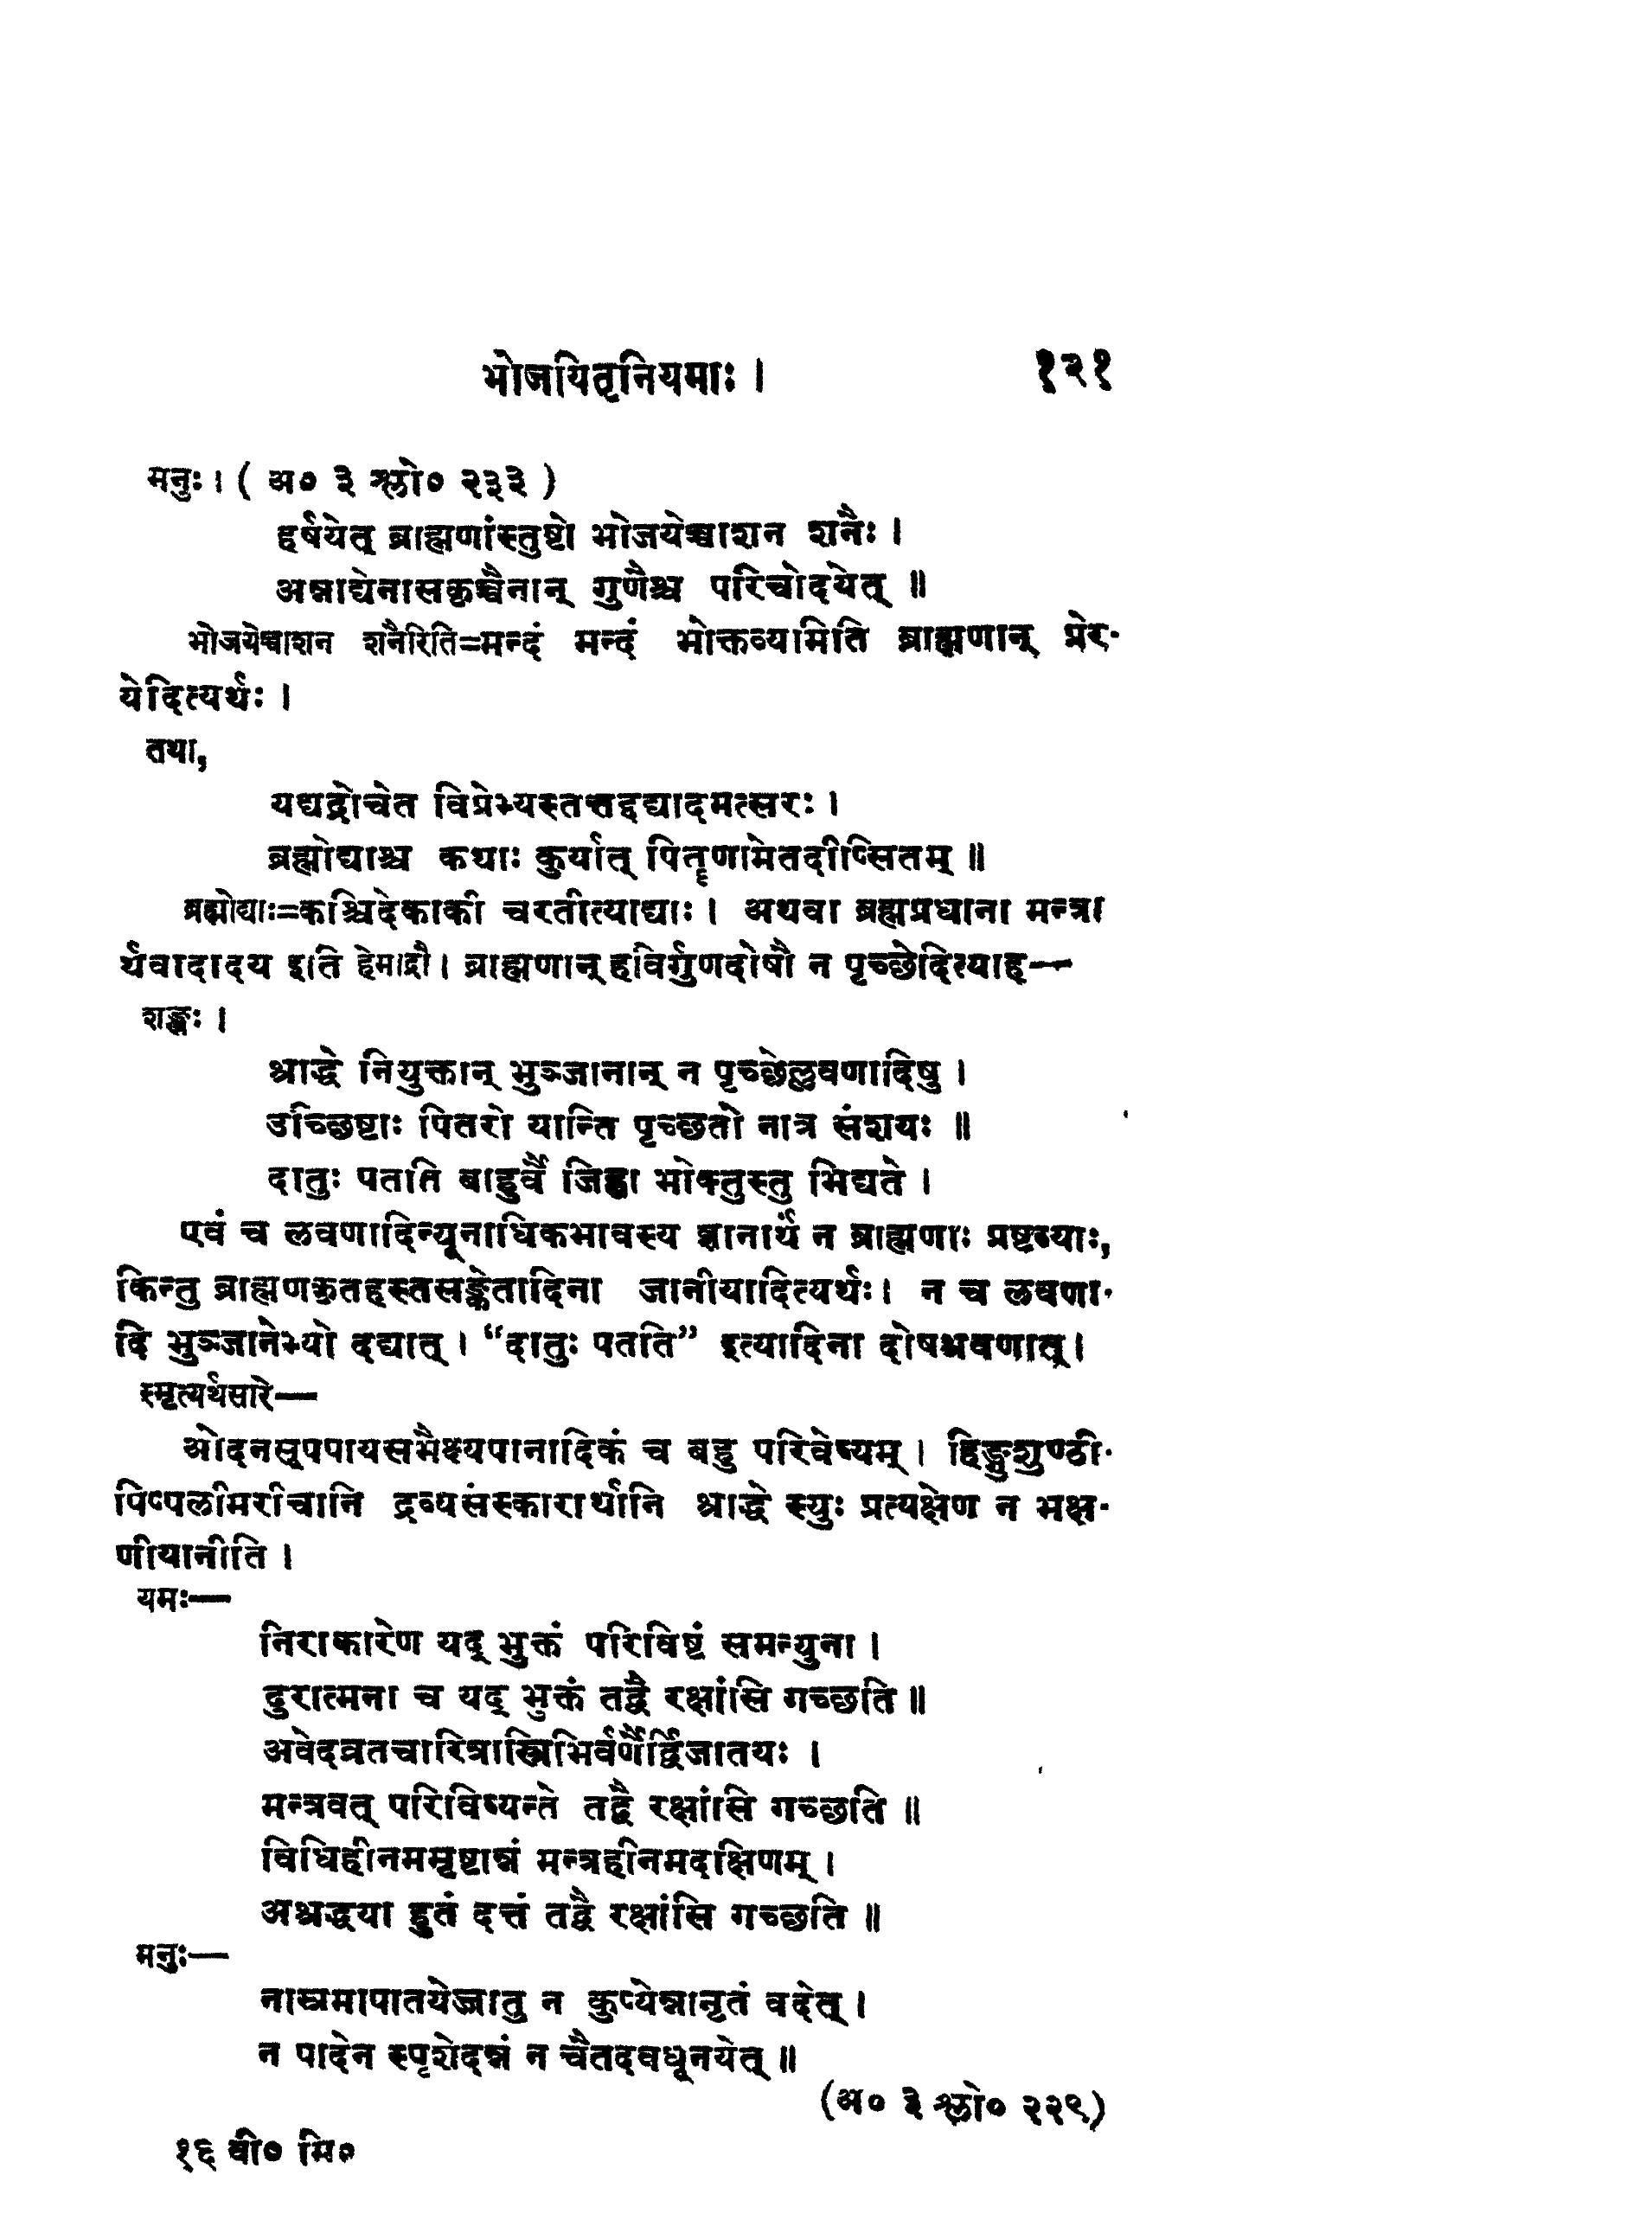 भोजयितृनियमाः । १२१
मनुः । ( अ० ३ श्लो० २३३ )
हर्षयेत् ब्राह्मणांस्तुष्टो भोजयेच्चाशन शनैः ।
अन्नाद्येनासकृच्चैनान् गुणैश्च परिचोदयेत् ॥
भोजयेच्चाशन शनैरिति=मन्दं मन्दं भोक्तव्यमिति ब्राह्मणान् प्रेर-
येदित्यर्थः ।
तथा,
यद्यद्रोचेत विप्रेभ्यस्तत्तद्दद्यादमत्सरः ।
ब्रह्मोद्याश्च कथाः कुर्यात् पितॄणामेतदीप्सितम् ॥
ब्रह्मोद्याः=कश्चिदेकाकी चरतीत्याद्याः । अथवा ब्रह्मप्रधाना मन्त्रा
र्थवादादय इति हेमाद्रौ । ब्राह्मणान् हविर्गुणदोषौ न पृच्छेदित्याह—
शङ्खः ।
श्राद्धे नियुक्तान् भुञ्जानान् न पृच्छेल्लवणादिषु ।
उच्छिष्टाः पितरो यान्ति पृच्छतो नात्र संशयः ॥
दातुः पतति बाहुर्वै जिह्वा भोक्तुस्तु भिद्यते ।
एवं च लवणादिन्यूनाधिकभावस्य ज्ञानार्थं न ब्राह्मणाः प्रष्टव्याः,
किन्तु ब्राह्मणकृतहस्तसङ्केतादिना जानीयादित्यर्थः । न च लवणा-
दि भुञ्जानेभ्यो दद्यात् । “दातुः पतति” इत्यादिना दोषश्रवणात् ।
स्मृत्यर्थसारे—
ओदनसूपपायसभैक्ष्यपानादिकं च बहु परिवेष्यम् । हिङ्गुशुण्ठी-
पिप्पलीमरीचानि द्रव्यसंस्कारार्थानि श्राद्धे स्युः प्रत्यक्षेण न भक्ष-
णीयानीति ।
यमः—
निराकारेण यद् भुक्तं परिविष्टं समन्युना ।
दुरात्मना च यद् भुक्तं तद्वै रक्षांसि गच्छति ॥
अवेदव्रतचारित्रास्त्रिभिर्वर्णैर्द्विजातयः ।
मन्त्रवत् परिविष्यन्ते तद्वै रक्षांसि गच्छति ॥
विधिहीनममृष्टान्नं मन्त्रहीनमदक्षिणम् ।
अश्रद्धया हुतं दत्तं तद्वै रक्षांसि गच्छति ॥
मनुः—
नास्रमापातयेज्जातु न कुप्येन्नानृतं वदेत् ।
न पादेन स्पृशेदन्नं न चैतदवधूनयेत् ॥
(अ० ३ श्लो० २२९)
१६ वी० मि०